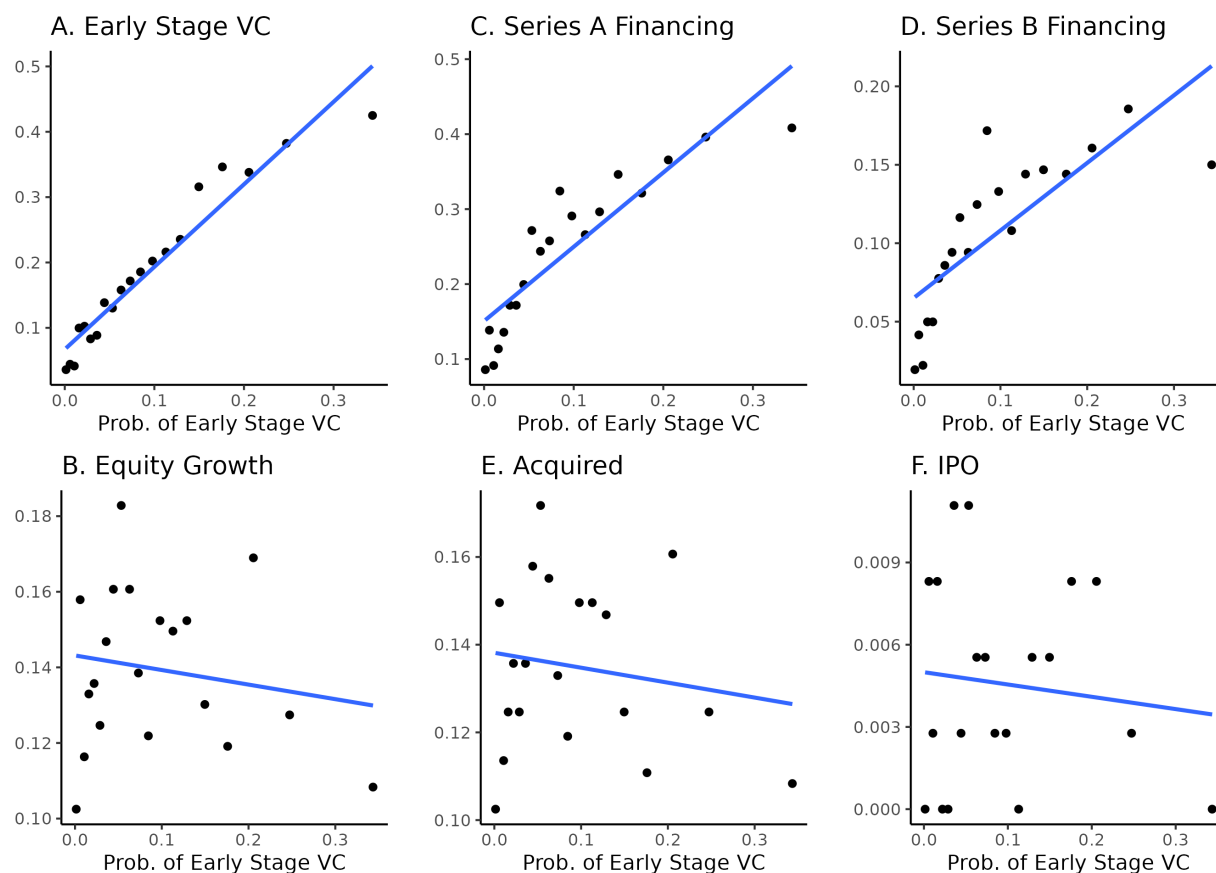 A. Early Stage VC
0.5
0.4
0.3
0.2
0.1
0.0 0.1 0.2 0.3
Prob. of Early Stage VC
C. Series A Financing
0.5
0.4
0.3
0.2
0.1
0.0 0.1 0.2 0.3
Prob. of Early Stage VC
D. Series B Financing
0.20
0.15
0.10
0.05
0.0 0.1 0.2 0.3
Prob. of Early Stage VC
B. Equity Growth
0.18
0.16
0.14
0.12
0.10
0.0 0.1 0.2 0.3
Prob. of Early Stage VC
E. Acquired
0.16
0.14
0.12
0.10
0.0 0.1 0.2 0.3
Prob. of Early Stage VC
F. IPO
0.009
0.006
0.003
0.000
0.0 0.1 0.2 0.3
Prob. of Early Stage VC